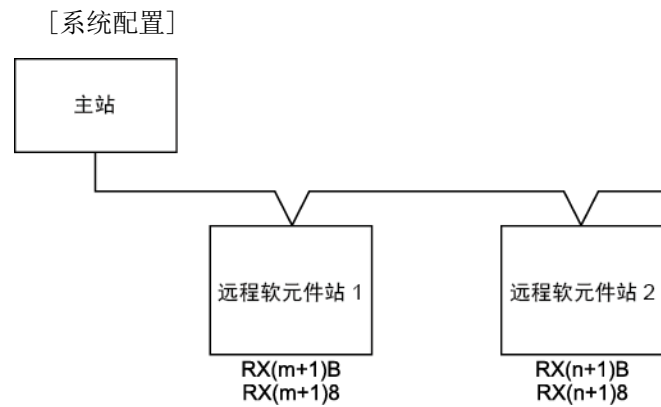 ［系统配置］
主站
远程软元件站 1
远程软元件站 2
RX(m+1)B
RX(m+1)8
RX(n+1)B
RX(n+1)8